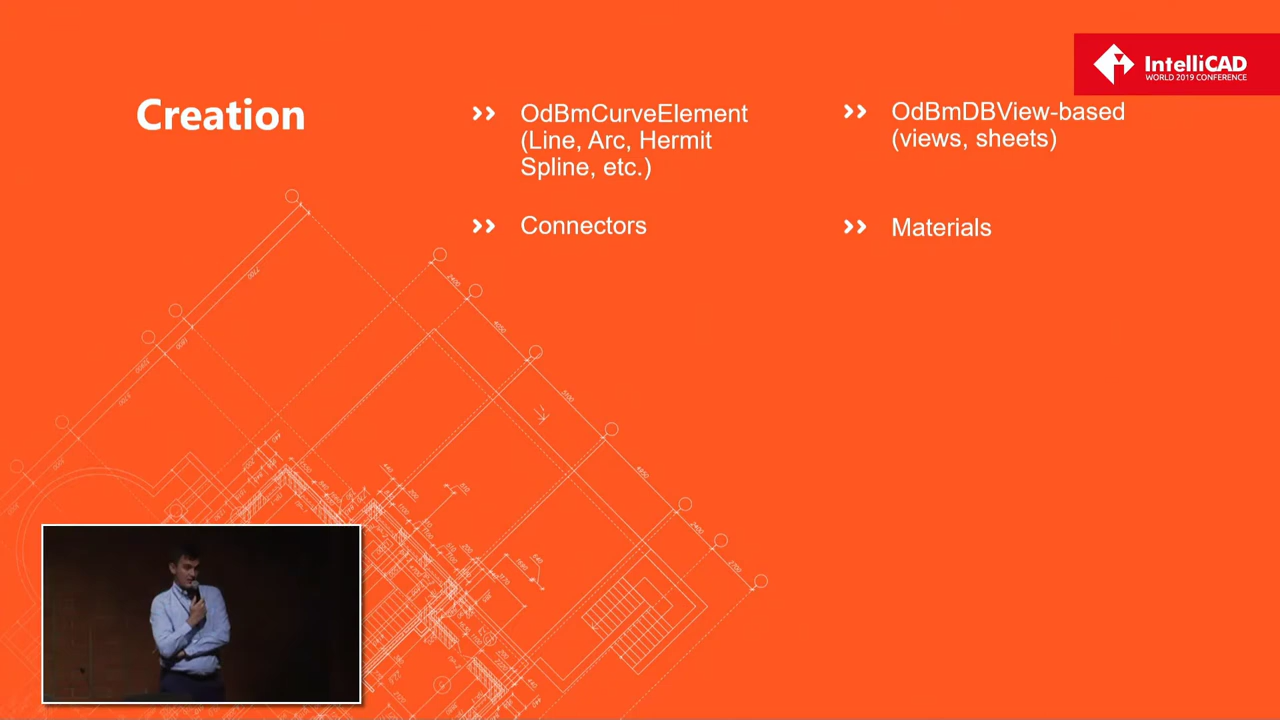 IntelliCAD
WORLD 2019 CONFERENCE
Creation
OdBmCurveElement
(Line, Arc, Hermit
Spline, etc.)
Connectors
OdBmDBView-based
(views, sheets)
Materials